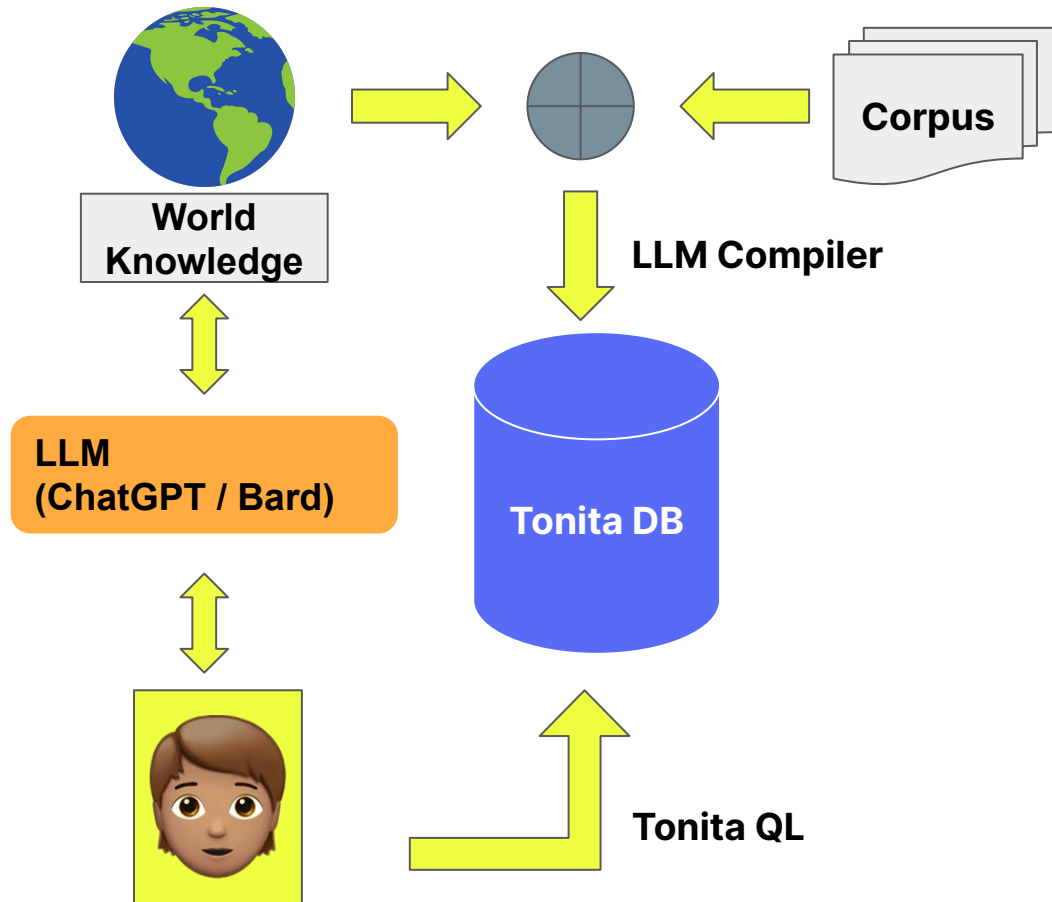 Corpus
World
Knowledge
LLM Compiler
LLM
(ChatGPT / Bard)
Tonita DB
Tonita QL